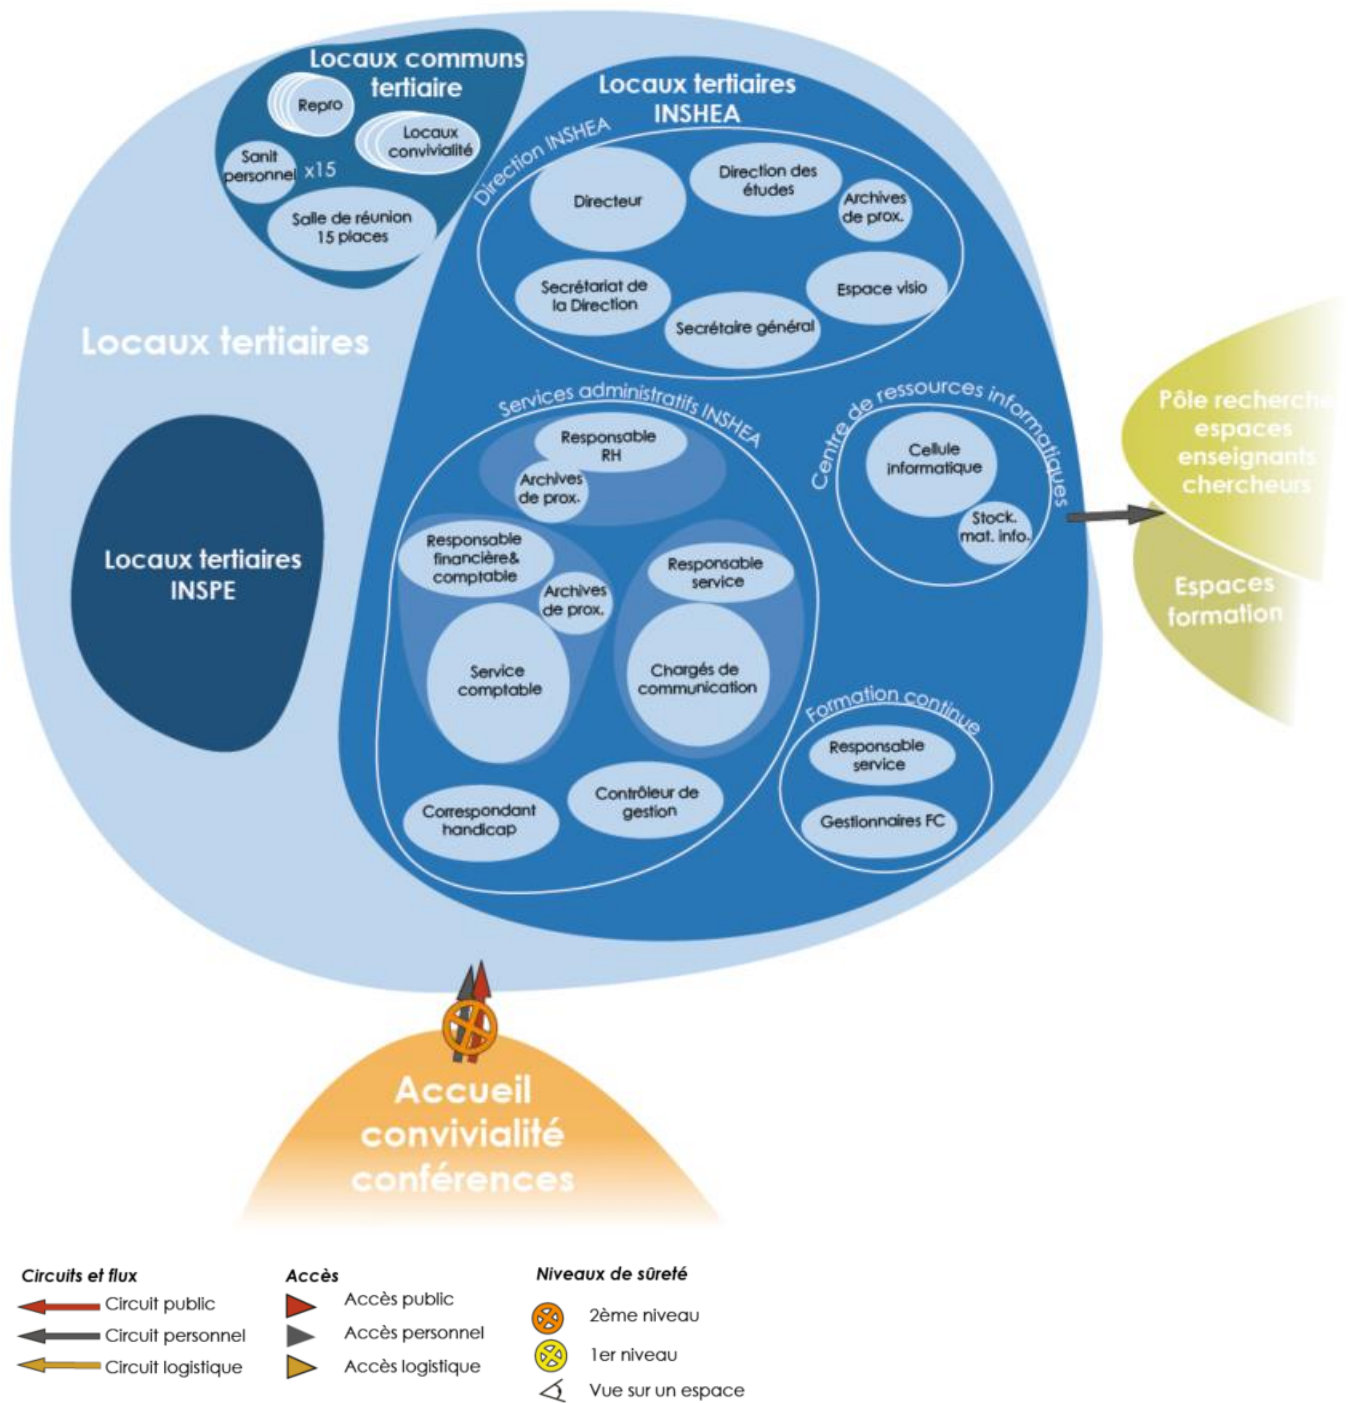 Locaux communs
tertiaire
Repro
Locaux
convivialité
Sanit
personnel
x15
Salle de réunion
15 places
Locaux tertiaires
INSHEA
Direction INSHEA
Directeur
Direction des
études
Archives
de prox.
Secrétariat de
la Direction
Secrétaire général
Espace visio
Locaux tertiaires
Services administratifs INSHEA
Responsable
RH
Archives
de prox.
Responsable
financière&
comptable
Archives
de prox.
Service
comptable
Responsable
service
Chargés de
communication
Correspondant
handicap
Contrôleur de
gestion
Centre de ressources informatiques
Cellule
informatique
Stock.
mat. info.
Formation continue
Responsable
service
Gestionnaires FC
Locaux tertiaires
INSPE
Pôle recherche
espaces
enseignants
chercheurs
Espaces
formation
Accueil
convivialité
conférences
Circuits et flux
Circuit public
Circuit personnel
Circuit logistique
Accès
Accès public
Accès personnel
Accès logistique
Niveaux de sûreté
2ème niveau
1er niveau
Vue sur un espace